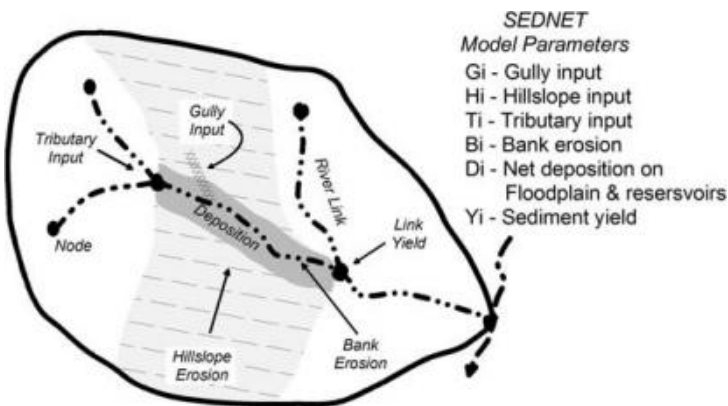 SEDNET
Model Parameters
Gi - Gully input
Hi - Hillslope input
Ti - Tributary input
Bi - Bank erosion
Di - Net deposition on
Floodplain & resersvoirs
Yi - Sediment yield
Gully
Input
Tributary
Input
River Link
Deposition
Node
Link
Yield
Hillslope
Erosion
Bank
Erosion